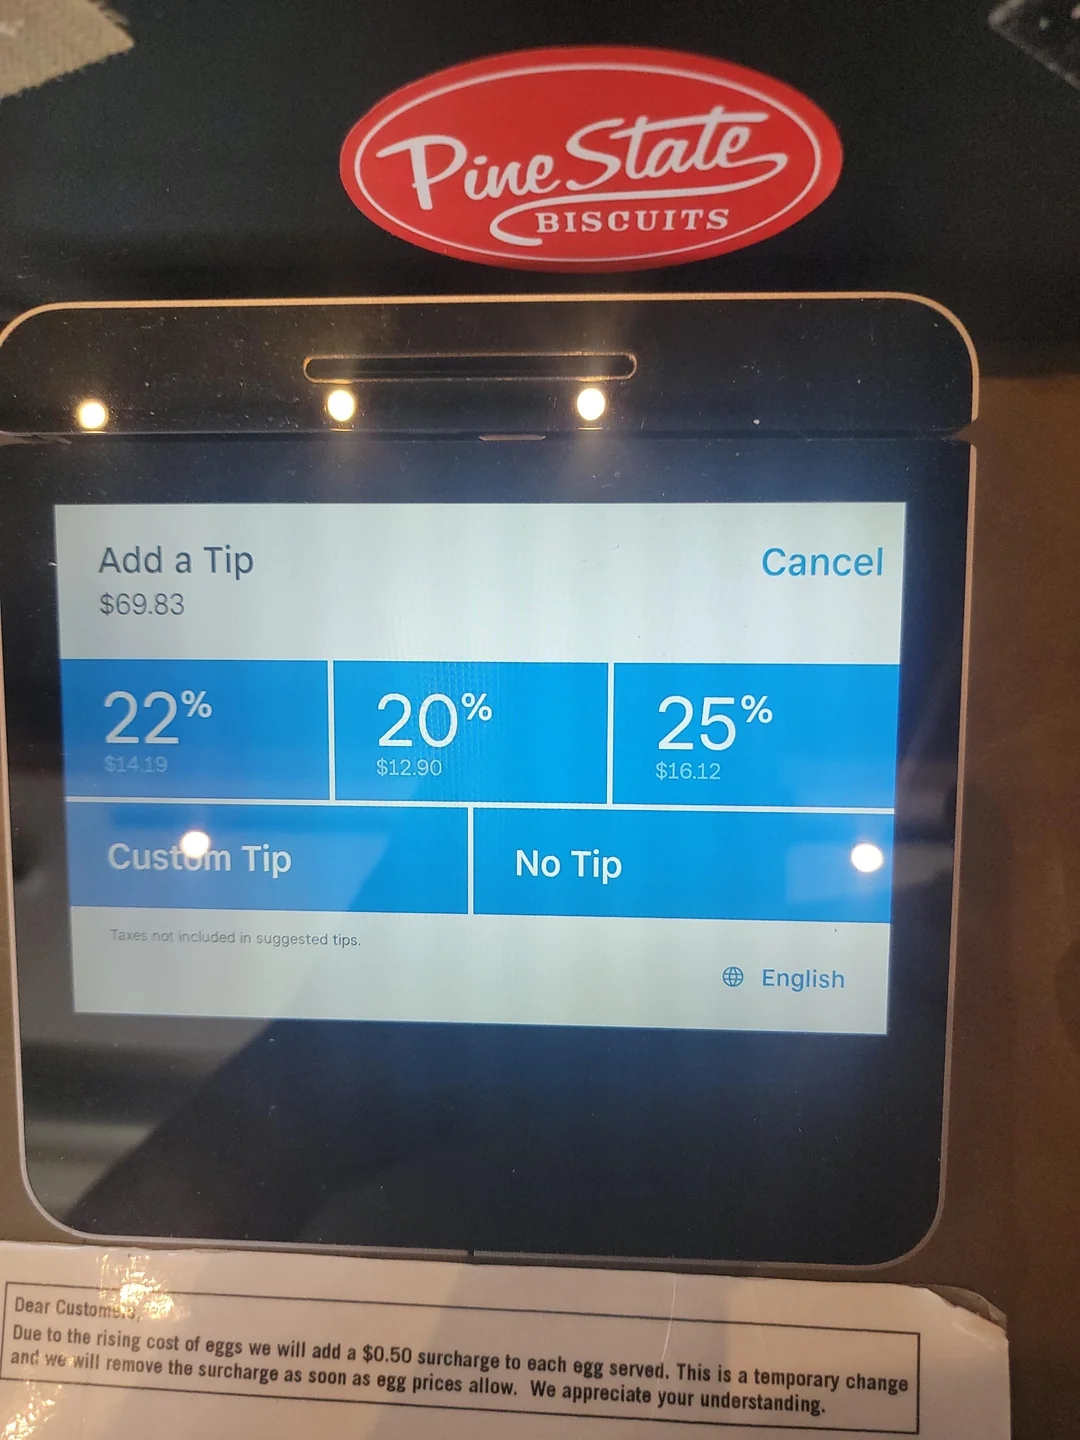 Pine State
BISCUITS
Add a Tip
Cancel
$69.83
22%
20%
25%
$14.19
$12.90
$16.12
Custom Tip
No Tip
Taxes not included in suggested tips.
English
Dear Customers,
Due to the rising cost of eggs we will add a $0.50 surcharge to each egg served. This is a temporary change
and we will remove the surcharge as soon as egg prices allow. We appreciate your understanding.